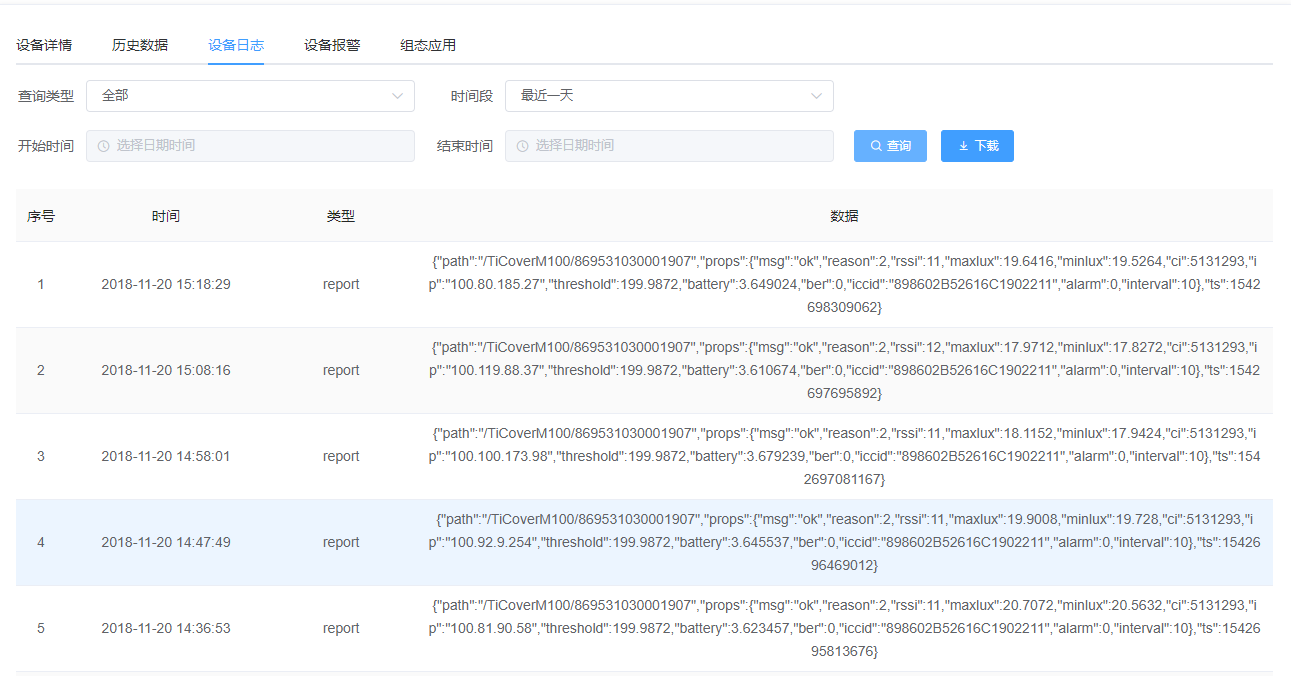 设备详情 历史数据 设备日志 设备报警 组态应用
查询类型 全部 时间段 最近一天
开始时间 选择日期时间 结束时间 选择日期时间 查询 下载
序号 时间 类型 数据
{"path":"/TiCoverM100/869531030001907","props":{"msg":"ok","reason":2,"rssi":11,"maxlux":19.6416,"minlux":19.5264,"ci":5131293,"i
1 2018-11-20 15:18:29 report p":"100.80.185.27","threshold":199.9872,"battery":3.649024,"ber":0,"iccid":"898602B52616C1902211","alarm":0,"interval":10},"ts":1542
698309062}
{"path":"/TiCoverM100/869531030001907","props":{"msg":"ok","reason":2,"rssi":12,"maxlux":17.9712,"minlux":17.8272,"ci":5131293,"i
2 2018-11-20 15:08:16 report p":"100.119.88.37","threshold":199.9872,"battery":3.610674,"ber":0,"iccid":"898602B52616C1902211","alarm":0,"interval":10},"ts":1542
697695892}
{"path":"/TiCoverM100/869531030001907","props":{"msg":"ok","reason":2,"rssi":11,"maxlux":18.1152,"minlux":17.9424,"ci":5131293,"i
3 2018-11-20 14:58:01 report p":"100.100.173.98","threshold":199.9872,"battery":3.679239,"ber":0,"iccid":"898602B52616C1902211","alarm":0,"interval":10},"ts":154
2697081167}
{"path":"/TiCoverM100/869531030001907","props":{"msg":"ok","reason":2,"rssi":11,"maxlux":19.9008,"minlux":19.728,"ci":5131293,"i
4 2018-11-20 14:47:49 report p":"100.92.9.254","threshold":199.9872,"battery":3.645537,"ber":0,"iccid":"898602B52616C1902211","alarm":0,"interval":10},"ts":1542
696469012}
{"path":"/TiCoverM100/869531030001907","props":{"msg":"ok","reason":2,"rssi":11,"maxlux":20.7072,"minlux":20.5632,"ci":5131293,"i
5 2018-11-20 14:36:53 report p":"100.81.90.58","threshold":199.9872,"battery":3.623457,"ber":0,"iccid":"898602B52616C1902211","alarm":0,"interval":10},"ts":1542
695813676}